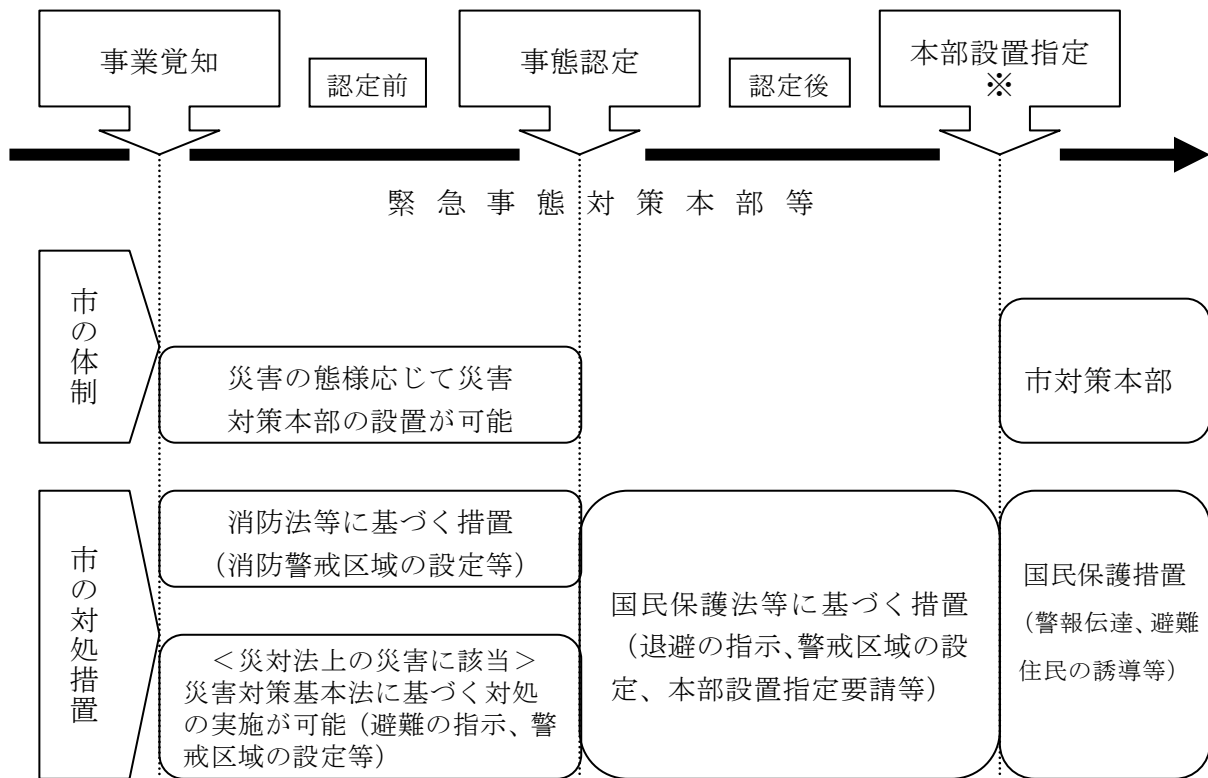 事業覚知
認定前
事態認定
認定後
本部設置指定
※
緊急事態対策本部等
市の体制
災害の態様応じて災害
対策本部の設置が可能
市対策本部
市の対処措置
消防法等に基づく措置
（消防警戒区域の設定等）
＜災対法上の災害に該当＞
災害対策基本法に基づく対処
の実施が可能（避難の指示、警
戒区域の設定等）
国民保護法等に基づく措置
（退避の指示、警戒区域の設
定、本部設置指定要請等）
国民保護措置
（警報伝達、避難
住民の誘導等）